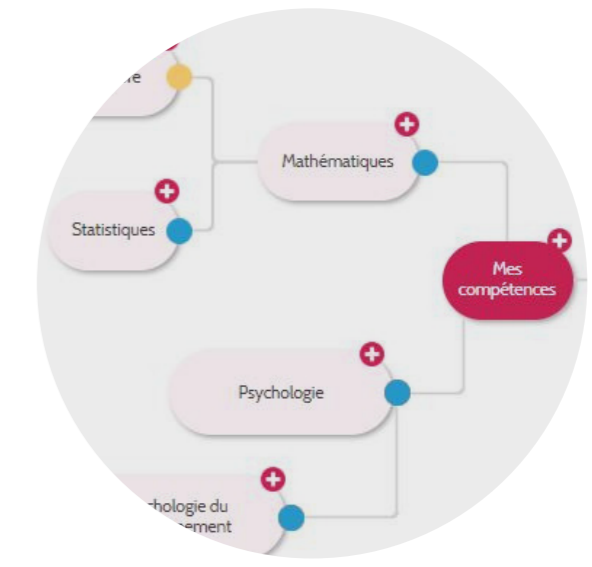 Mathématiques
Statistiques
Mes
compétences
Psychologie